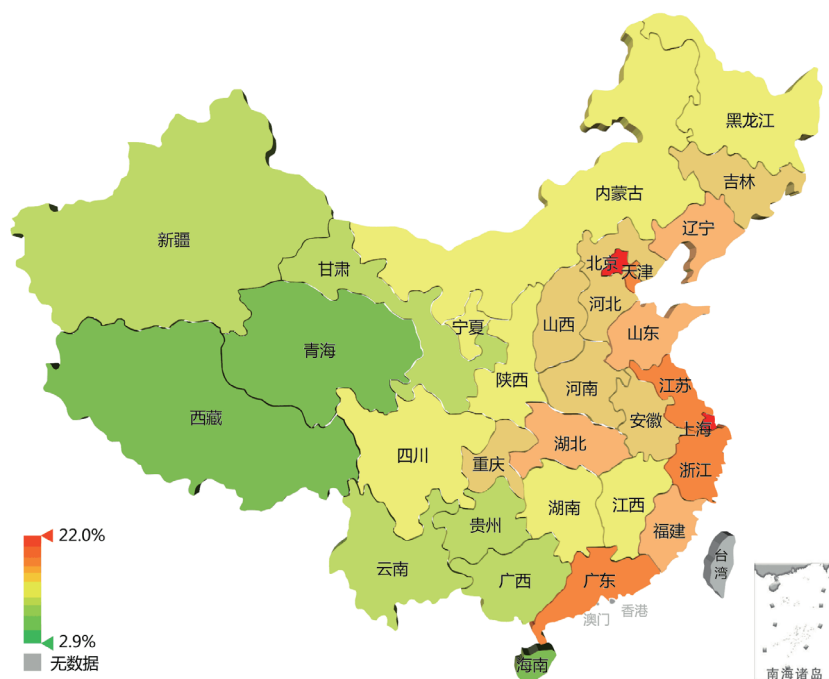 黑龙江
吉林
内蒙古
辽宁
新疆
北京
天津
甘肃
河北
宁夏
山西
山东
青海
陕西
河南
江苏
西藏
安徽
上海
四川
重庆
湖北
浙江
贵州
湖南
江西
福建
22.0%
云南
广西
广东
台湾
香港
澳门
2.9%
无数据
海南
南海诸岛